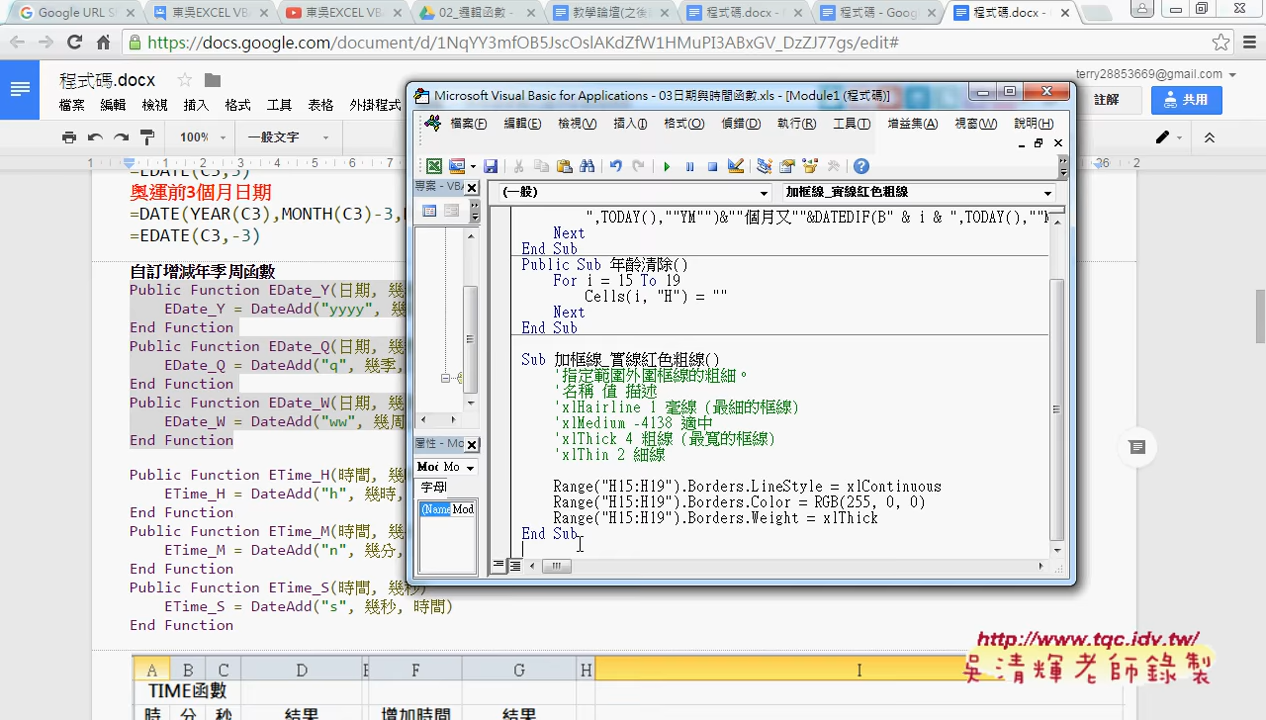 Google URL S
東吳EXCEL VBA
東吳EXCEL VBA
02_邏輯函數 -
教學論壇(之後
程式碼.docx -
程式碼 - Goog
程式碼.docx -
https://docs.google.com/document/d/1NqYY3mfOB5JscOslAKdZfW1HMuPI3ABxGV_DzZJ77gs/edit#
程式碼.docx
terry28853669@gmail.com
檔案 編輯 檢視 插入 格式 工具 表格 外掛程式
註解 共用
100% 一般文字
=EDATE(C3,3)
奧運前3個月日期
=DATE(YEAR(C3),MONTH(C3)-3,
=EDATE(C3,-3)
自訂增減年季周函數
Public Function EDate_Y(日期, 幾
EDate_Y = DateAdd("yyyy", 幾
End Function
Public Function EDate_Q(日期, 幾
EDate_Q = DateAdd("q", 幾季,
End Function
Public Function EDate_W(日期, 幾
EDate_W = DateAdd("ww", 幾周
End Function
Public Function ETime_H(時間, 幾
ETime_H = DateAdd("h", 幾時,
End Function
Public Function ETime_M(時間, 幾
ETime_M = DateAdd("n", 幾分,
End Function
Public Function ETime_S(時間, 幾秒)
ETime_S = DateAdd("s", 幾秒, 時間)
End Function
A B C D E F G H I
TIME函數
時 分 秒 結果 增加時間 結果
Microsoft Visual Basic for Applications - 03日期與時間函數.xls - [Module1 (程式碼)]
檔案(F) 編輯(E) 檢視(V) 插入(I) 格式(O) 偵錯(D) 執行(R) 工具(T) 增益集(A) 視窗(W) 說明(H)
專案 - VBA
(一般) 加框線_實線紅色粗線
",TODAY(),""YM"")&""個月又""&DATEDIF(B" & i & ",TODAY(),""M
Next
End Sub
Public Sub 年齡清除()
For i = 15 To 19
Cells(i, "H") = ""
Next
End Sub
Sub 加框線_實線紅色粗線()
'指定範圍外圍框線的粗細。
'名稱 值 描述
'xlHairline 1 毫線 (最細的框線)
'xlMedium -4138 適中
'xlThick 4 粗線 (最寬的框線)
'xlThin 2 細線
Range("H15:H19").Borders.LineStyle = xlContinuous
Range("H15:H19").Borders.Color = RGB(255, 0, 0)
Range("H15:H19").Borders.Weight = xlThick
End Sub
屬性 - Mo
Mo
字母
(Name Mod
http://www.tqc.idv.tw/
吳清輝老師錄製